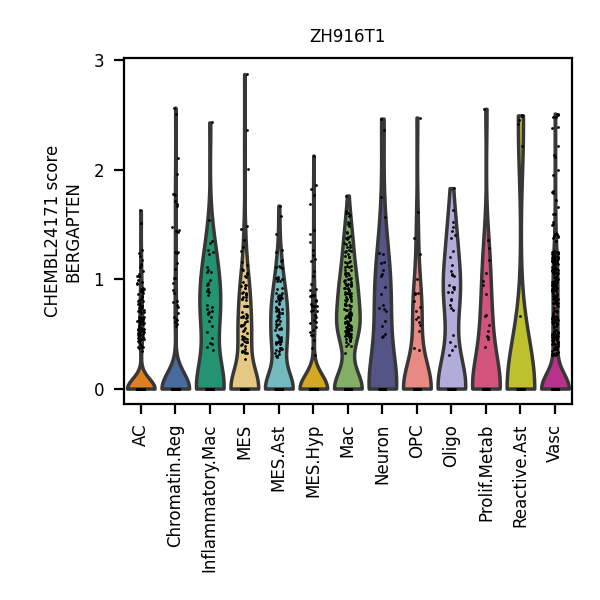 ZH916T1
CHEMBL24171 score
BERGAPTEN
3
2
1
0
AC
Chromatin.Reg
Inflammatory.Mac
MES
MES.Ast
MES.Hyp
Mac
Neuron
OPC
Oligo
Prolif.Metab
Reactive.Ast
Vasc